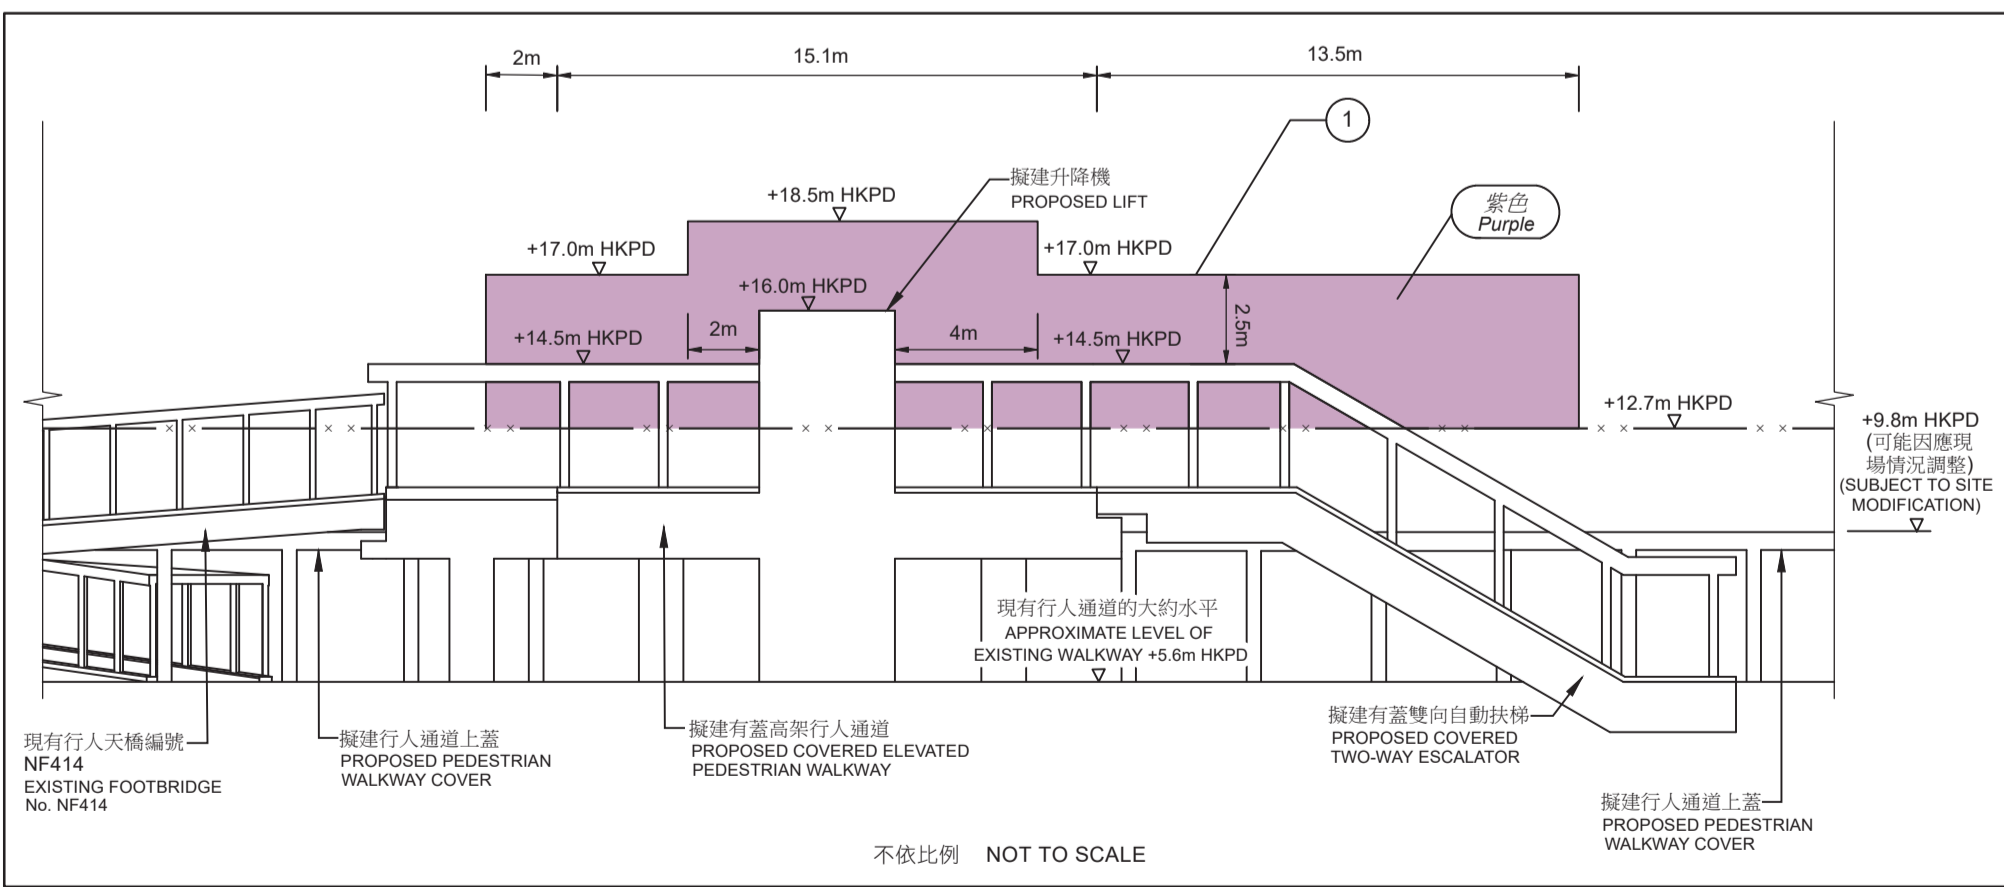 2m
15.1m
13.5m
1
擬建升降機
PROPOSED LIFT
+18.5m HKPD
紫色
Purple
+17.0m HKPD
+17.0m HKPD
+16.0m HKPD
2m
4m
2.5m
+14.5m HKPD
+14.5m HKPD
+12.7m HKPD
+9.8m HKPD
(可能因應現
場情況調整)
(SUBJECT TO SITE
MODIFICATION)
現有行人通道的大約水平
APPROXIMATE LEVEL OF
EXISTING WALKWAY +5.6m HKPD
現有行人天橋編號
NF414
EXISTING FOOTBRIDGE
No. NF414
擬建行人通道上蓋
PROPOSED PEDESTRIAN
WALKWAY COVER
擬建有蓋高架行人通道
PROPOSED COVERED ELEVATED
PEDESTRIAN WALKWAY
擬建有蓋雙向自動扶梯
PROPOSED COVERED
TWO-WAY ESCALATOR
擬建行人通道上蓋
PROPOSED PEDESTRIAN
WALKWAY COVER
不依比例 NOT TO SCALE